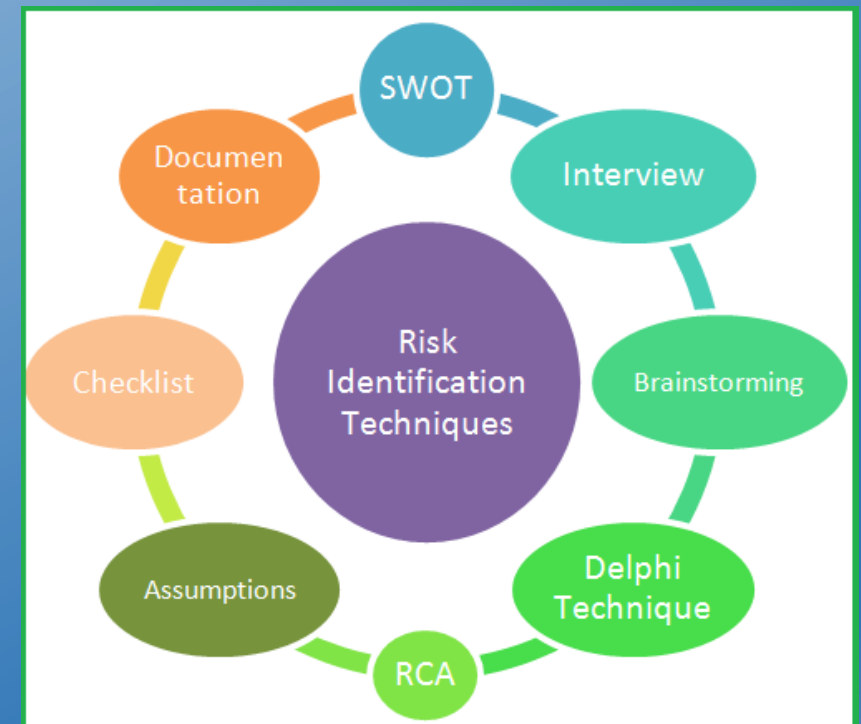 SWOT
Interview
Brainstorming
Delphi
Technique
RCA
Assumptions
Checklist
Documen
tation
Risk
Identification
Techniques